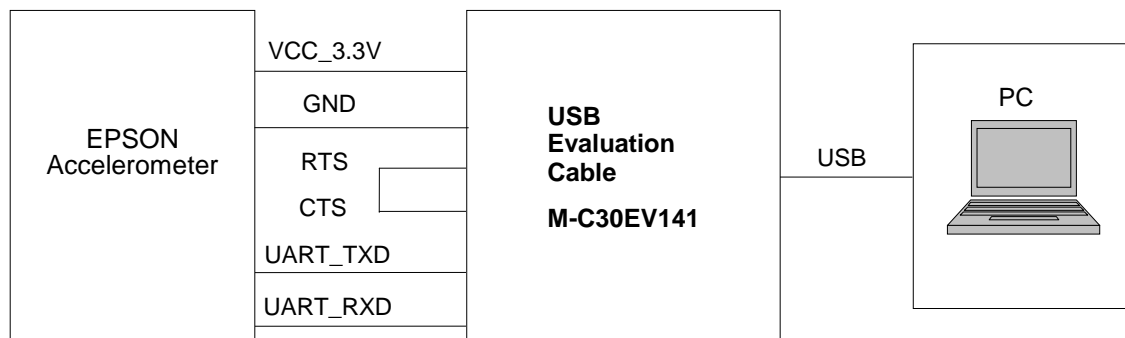 EPSON
Accelerometer
VCC_3.3V
GND
RTS
CTS
UART_TXD
UART_RXD
USB
Evaluation
Cable
M-C30EV141
USB
PC